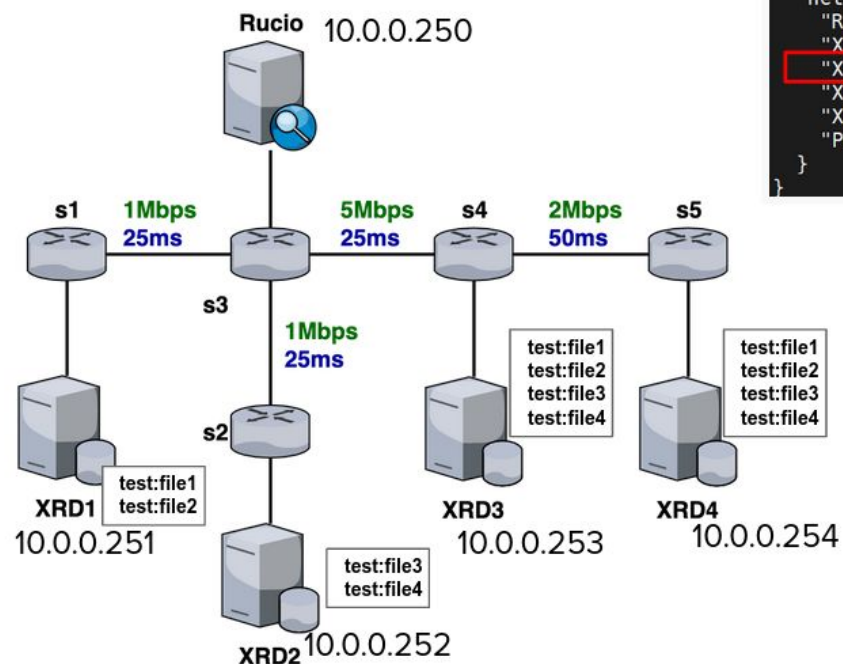 Rucio
10.0.0.250
"R
"X
"X
"X
"X
"P
}
}
s1
1Mbps
25ms
5Mbps
25ms
s4
2Mbps
50ms
s5
s3
1Mbps
25ms
s2
test:file1
test:file2
test:file3
test:file4
test:file1
test:file2
test:file3
test:file4
test:file1
test:file2
XRD1
10.0.0.251
XRD3
10.0.0.253
XRD4
10.0.0.254
test:file3
test:file4
XRD2
10.0.0.252